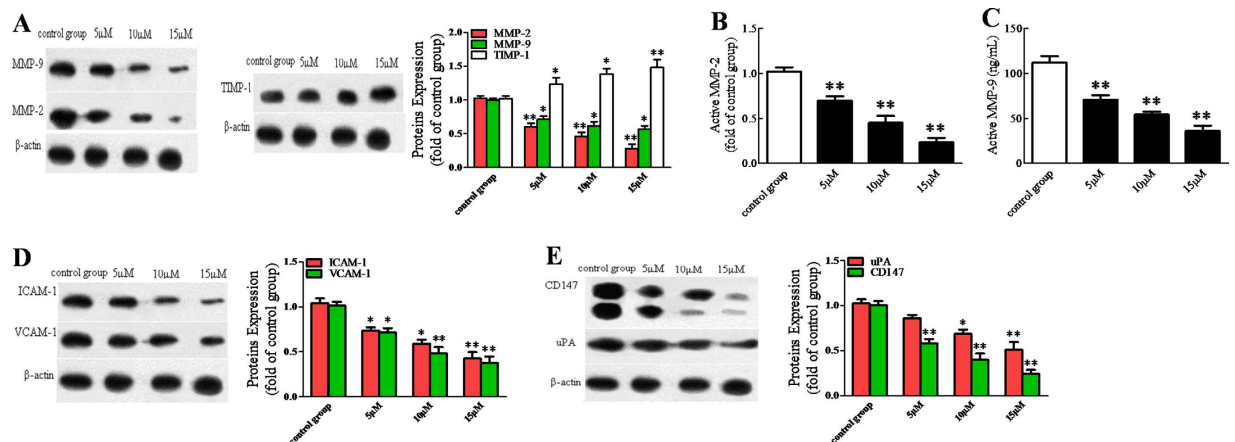 A
control group 5μM 10μM 15μM
MMP-9
MMP-2
β-actin
control group 5μM 10μM 15μM
TIMP-1
β-actin
Proteins Expression
(fold of control group)
2.0
1.5
1.0
0.5
0.0
MMP-2
MMP-9
TIMP-1
** * *
** * *
** * **
control group 5μM 10μM 15μM
B
Active MMP-2
(fold of control group)
1.5
1.0
0.5
0.0
** ** **
control group 5μM 10μM 15μM
C
Active MMP-9 (ng/mL)
150
100
50
0
** ** **
control group 5μM 10μM 15μM
D
control group 5μM 10μM 15μM
ICAM-1
VCAM-1
β-actin
Proteins Expression
(fold of control group)
1.5
1.0
0.5
0.0
ICAM-1
VCAM-1
* * * ** ** **
control group 5μM 10μM 15μM
E
control group 5μM 10μM 15μM
CD147
uPA
β-actin
Proteins Expression
(fold of control group)
1.5
1.0
0.5
0.0
uPA
CD147
** * ** ** **
control group 5μM 10μM 15μM